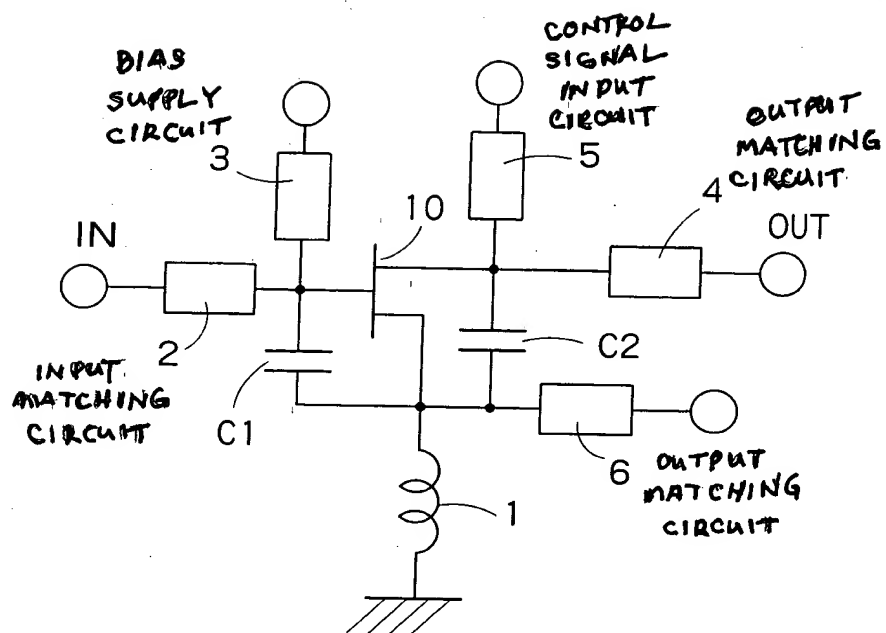 BIAS
SUPPLY
CIRCUIT
3
CONTROL
SIGNAL
INPUT
CIRCUIT
5
OUTPUT
MATCHING
CIRCUIT
4
10
IN
OUT
2
INPUT
MATCHING
CIRCUIT
C1
C2
6
OUTPUT
MATCHING
CIRCUIT
1